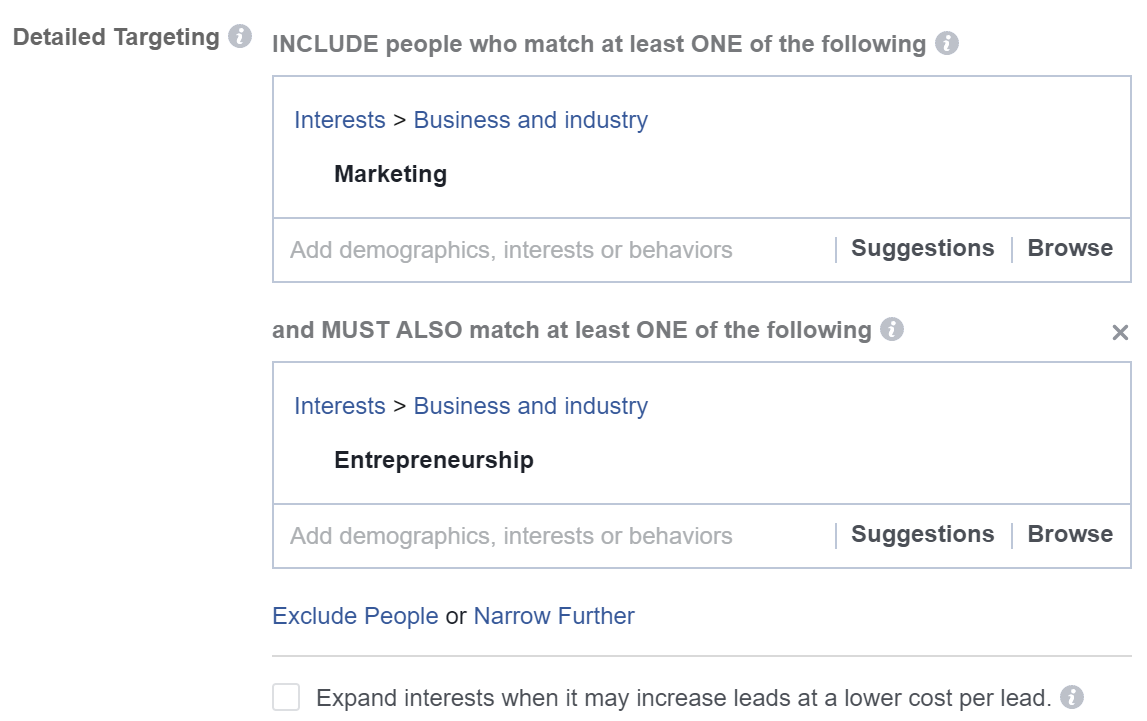 Detailed Targeting
INCLUDE people who match at least ONE of the following
Interests > Business and industry
Marketing
Add demographics, interests or behaviors | Suggestions | Browse
and MUST ALSO match at least ONE of the following
Interests > Business and industry
Entrepreneurship
Add demographics, interests or behaviors | Suggestions | Browse
Exclude People or Narrow Further
Expand interests when it may increase leads at a lower cost per lead.